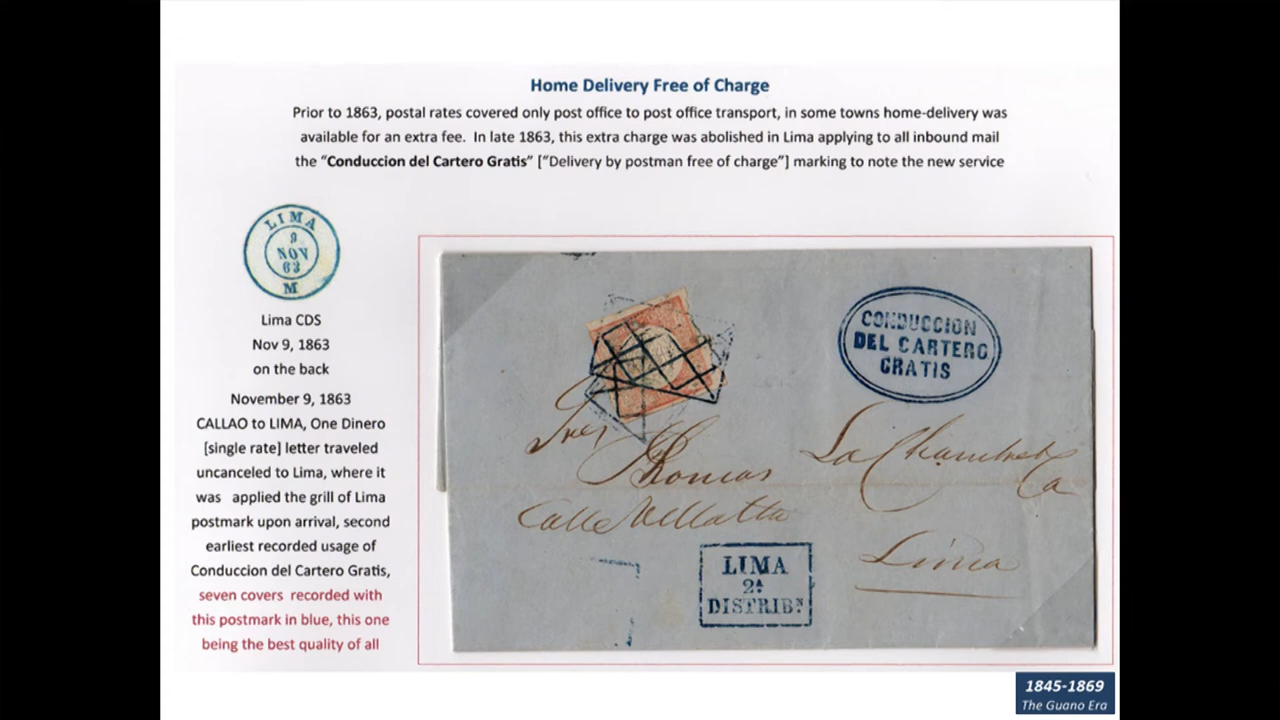 Home Delivery Free of Charge
Prior to 1863, postal rates covered only post office to post office transport, in some towns home-delivery was
available for an extra fee. In late 1863, this extra charge was abolished in Lima applying to all inbound mail
the “Conduccion del Cartero Gratis” [“Delivery by postman free of charge”] marking to note the new service
LIMA
9
NOV
63
M
Lima CDS
Nov 9, 1863
on the back
November 9, 1863
CALLAO to LIMA, One Dinero
[single rate] letter traveled
uncanceled to Lima, where it
was applied the grill of Lima
postmark upon arrival, second
earliest recorded usage of
Conduccion del Cartero Gratis,
seven covers recorded with
this postmark in blue, this one
being the best quality of all
CONDUCCION
DEL CARTERO
GRATIS
Thomas La Chambre
Ca
Calle
Lima
LIMA
2ª
DISTRIBN
1845-1869
The Guano Era